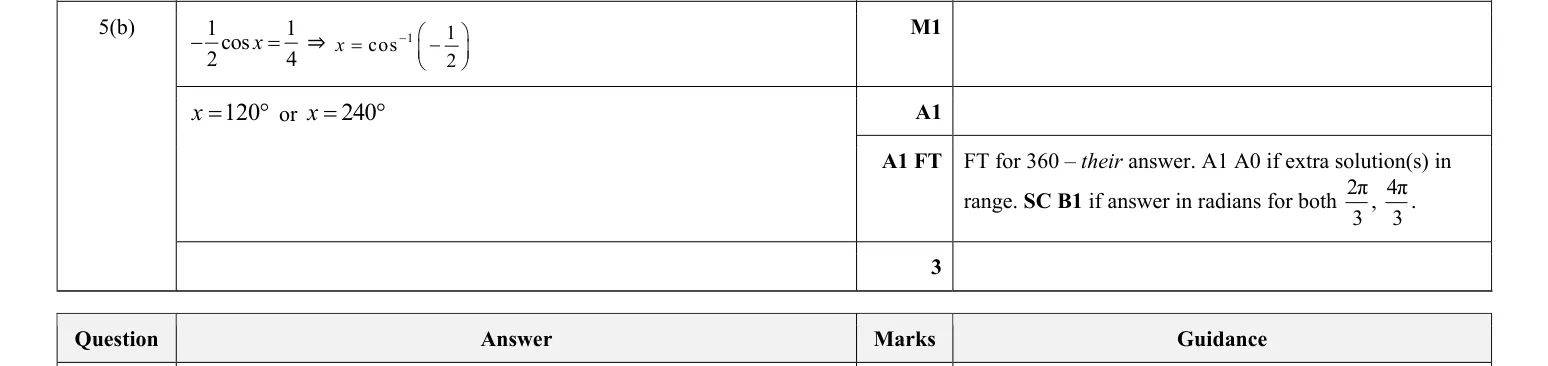 5(b) −1/2 cos x = 1/4 ⇒ x = cos⁻¹(−1/2) M1
x = 120° or x = 240° A1
A1 FT FT for 360 – their answer. A1 A0 if extra solution(s) in
range. SC B1 if answer in radians for both 2π/3, 4π/3.
3
Question Answer Marks Guidance